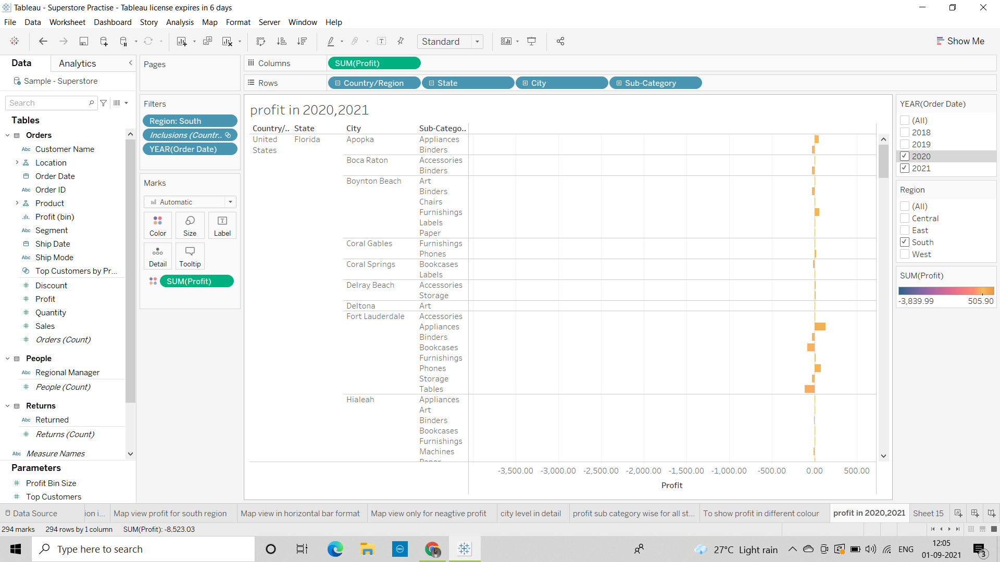 Tableau - Superstore Practise - Tableau license expires in 6 days
File Data Worksheet Dashboard Story Analysis Map Format Server Window Help
Standard
Show Me
Data Analytics
Sample - Superstore
Search
Tables
Orders
Abc Customer Name
Location
Order Date
Abc Order ID
Product
Profit (bin)
Abc Segment
Ship Date
Abc Ship Mode
Top Customers by Pr...
# Discount
# Profit
# Quantity
# Sales
# Orders (Count)
People
Abc Regional Manager
# People (Count)
Returns
Abc Returned
# Returns (Count)
Abc Measure Names
Parameters
# Profit Bin Size
# Top Customers
Pages
Filters
Region: South
Inclusions (Countr..
YEAR(Order Date)
Marks
Automatic
Color Size Label
Detail Tooltip
SUM(Profit)
Columns SUM(Profit)
Rows Country/Region State City Sub-Category
profit in 2020,2021
Country/.. State City Sub-Catego..
United States Florida Apopka Appliances
Binders
Boca Raton Accessories
Binders
Boynton Beach Art
Binders
Chairs
Furnishings
Labels
Paper
Coral Gables Furnishings
Phones
Coral Springs Bookcases
Labels
Delray Beach Accessories
Storage
Deltona Art
Fort Lauderdale Accessories
Appliances
Binders
Bookcases
Furnishings
Phones
Storage
Tables
Hialeah Appliances
Art
Binders
Bookcases
Furnishings
Machines
-3,500.00 -3,000.00 -2,500.00 -2,000.00 -1,500.00 -1,000.00 -500.00 0.00 500.00
Profit
YEAR(Order Date)
(All)
2018
2019
2020
2021
Region
(All)
Central
East
South
West
SUM(Profit)
-3,839.99 505.90
Data Source ion i... Map view profit for south region Map view in horizontal bar format Map view only for neagtive profit city level in detail profit sub category wise for all st... To show profit in different colour profit in 2020,2021 Sheet 15
294 marks 294 rows by 1 column SUM(Profit): -8,523.03
Type here to search
DELL
27°C Light rain
ENG
12:05
01-09-2021
3